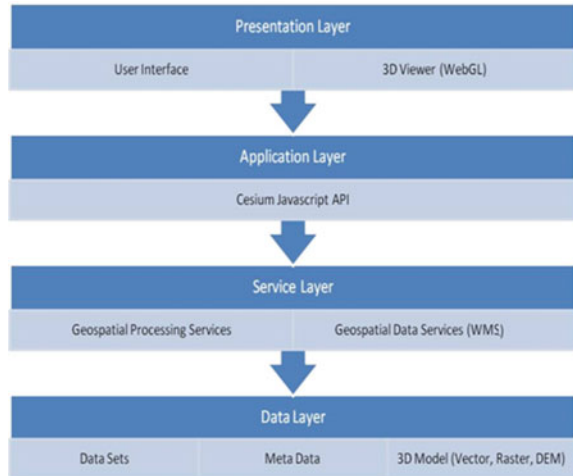 Presentation Layer
User Interface
3D Viewer (WebGL)
Application Layer
Cesium Javascript API
Service Layer
Geospatial Processing Services
Geospatial Data Services (WMS)
Data Layer
Data Sets
Meta Data
3D Model (Vector, Raster, DEM)